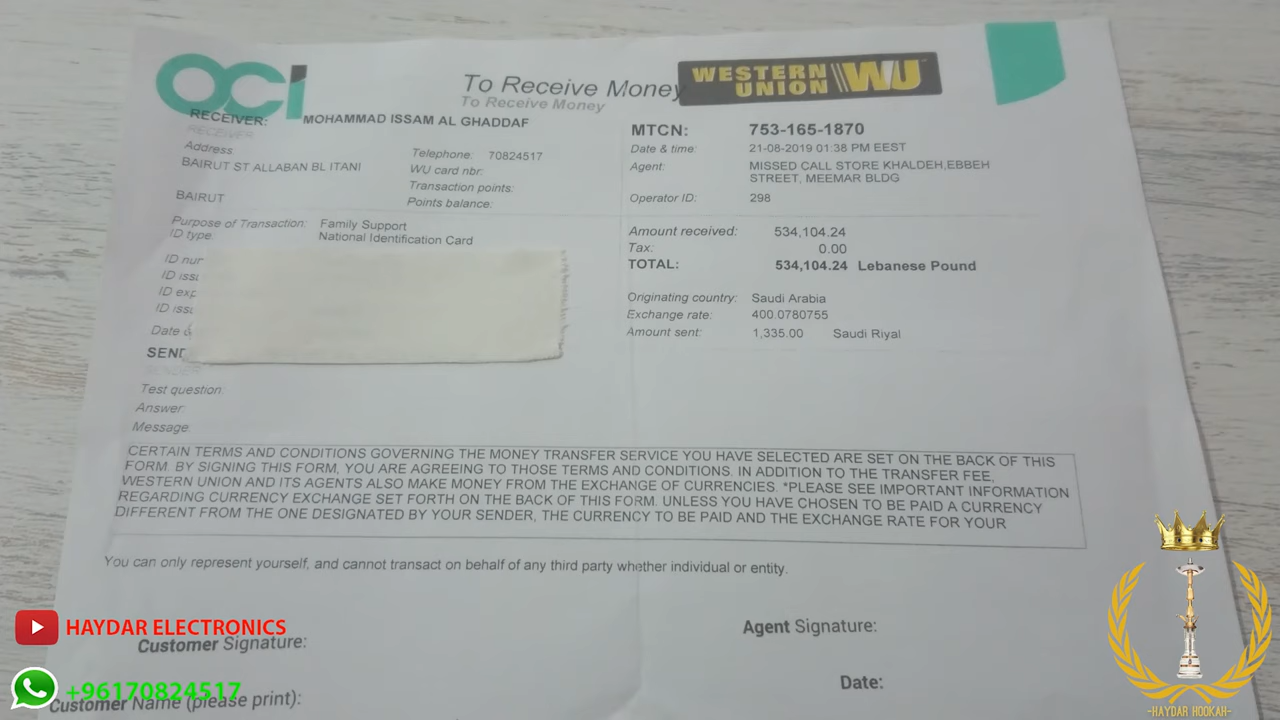 OCI
To Receive Money
To Receive Money
WESTERN UNION WU
RECEIVER: MOHAMMAD ISSAM AL GHADDAF
RECEIVER
Address
BAIRUT ST ALLABAN BL ITANI
BAIRUT
Telephone: 70824517
WU card nbr:
Transaction points:
Points balance:
Purpose of Transaction: Family Support
ID type: National Identification Card
ID
ID
ID
ID
Date
Test question:
Answer:
Message:
MTCN: 753-165-1870
Date & time: 21-08-2019 01:38 PM EEST
Agent: MISSED CALL STORE KHALDEH,EBBEH
STREET, MEEMAR BLDG
Operator ID: 298
Amount received: 534,104.24
Tax: 0.00
TOTAL: 534,104.24 Lebanese Pound
Originating country: Saudi Arabia
Exchange rate: 400.0780755
Amount sent: 1,335.00 Saudi Riyal
CERTAIN TERMS AND CONDITIONS GOVERNING THE MONEY TRANSFER SERVICE YOU HAVE SELECTED ARE SET ON THE BACK OF THIS
FORM. BY SIGNING THIS FORM, YOU ARE AGREEING TO THOSE TERMS AND CONDITIONS. IN ADDITION TO THE TRANSFER FEE,
WESTERN UNION AND ITS AGENTS ALSO MAKE MONEY FROM THE EXCHANGE OF CURRENCIES. *PLEASE SEE IMPORTANT INFORMATION
REGARDING CURRENCY EXCHANGE SET FORTH ON THE BACK OF THIS FORM. UNLESS YOU HAVE CHOSEN TO BE PAID A CURRENCY
DIFFERENT FROM THE ONE DESIGNATED BY YOUR SENDER, THE CURRENCY TO BE PAID AND THE EXCHANGE RATE FOR YOUR
You can only represent yourself, and cannot transact on behalf of any third party whether individual or entity.
HAYDAR ELECTRONICS
Customer Signature:
Agent Signature:
+96170824517
Customer Name (please print):
Date:
-HAYDAR HOOKAH-